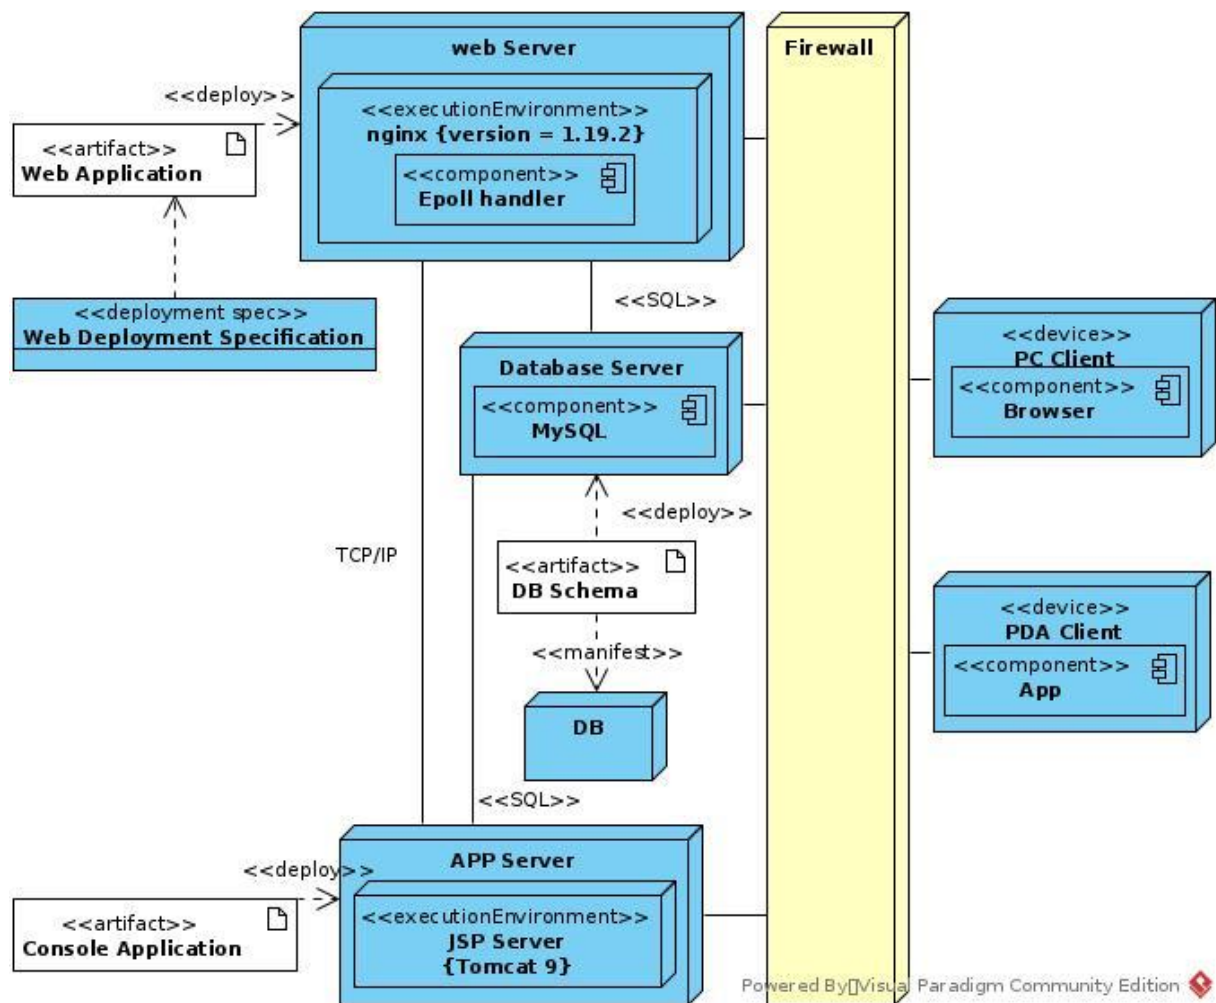 web Server
Firewall
<<deploy>>
<<executionEnvironment>>
nginx {version = 1.19.2}
<<artifact>>
Web Application
<<component>>
Epoll handler
<<deployment spec>>
Web Deployment Specification
<<SQL>>
Database Server
<<component>>
MySQL
<<device>>
PC Client
<<component>>
Browser
<<deploy>>
TCP/IP
<<artifact>>
DB Schema
<<manifest>>
DB
<<device>>
PDA Client
<<component>>
App
<<SQL>>
APP Server
<<deploy>>
<<executionEnvironment>>
JSP Server
{Tomcat 9}
<<artifact>>
Console Application
Powered By▯Visual Paradigm Community Edition